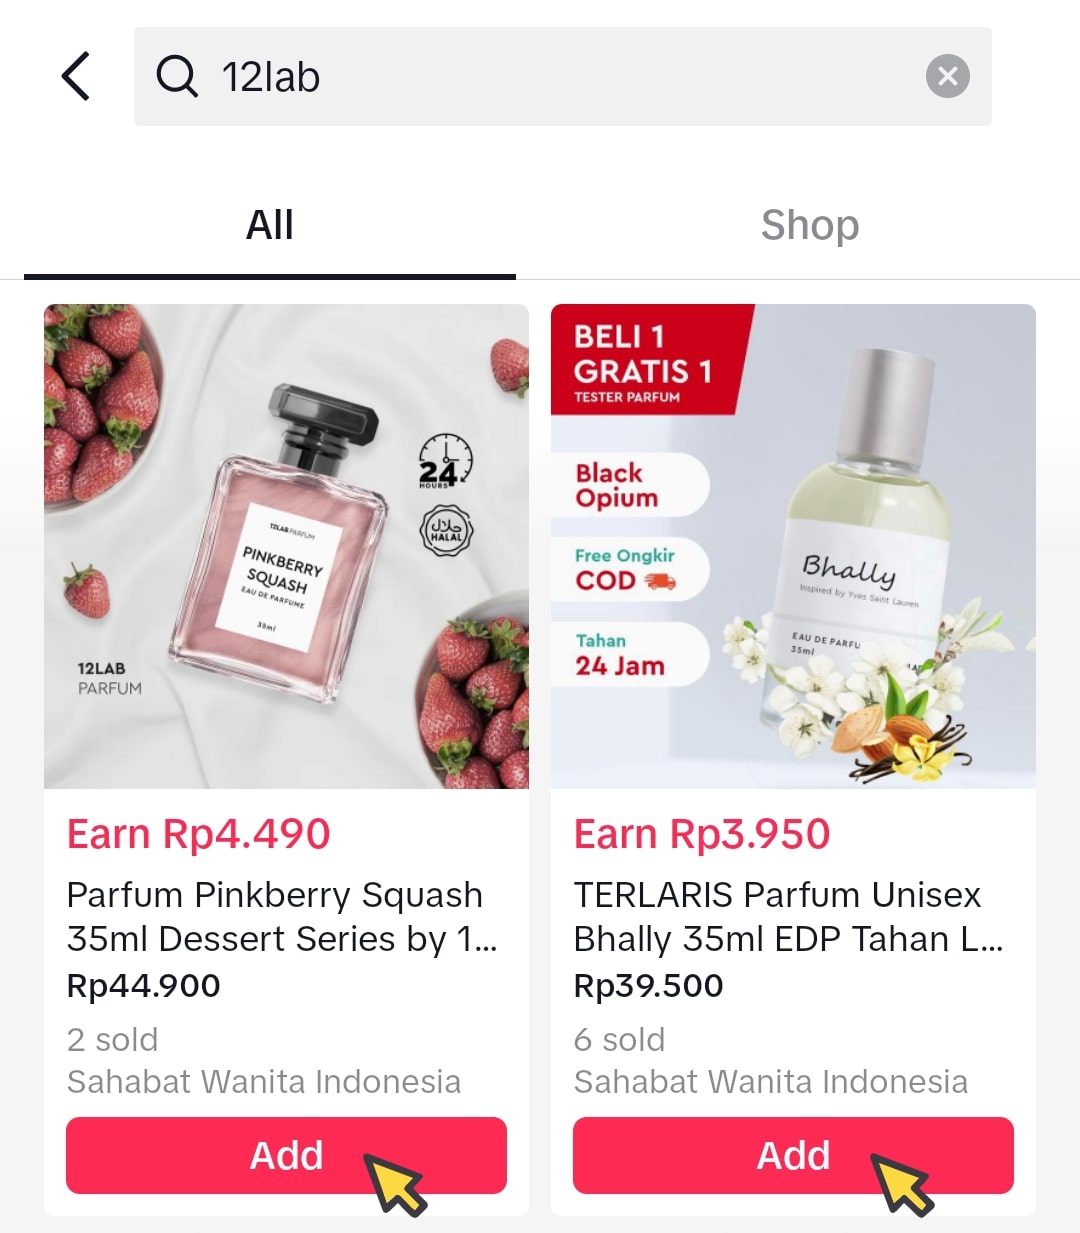 12lab
All
Shop
24
HOURS
حلال
HALAL
12LAB PARFUM
PINKBERRY
SQUASH
EAU DE PARFUME
35ml
12LAB
PARFUM
Earn Rp4.490
Parfum Pinkberry Squash
35ml Dessert Series by 1...
Rp44.900
2 sold
Sahabat Wanita Indonesia
Add
BELI 1
GRATIS 1
TESTER PARFUM
Black
Opium
Free Ongkir
COD
Tahan
24 Jam
Bhally
Inspired by Yves Saint Lauren
EAU DE PARFU
35ml
Earn Rp3.950
TERLARIS Parfum Unisex
Bhally 35ml EDP Tahan L...
Rp39.500
6 sold
Sahabat Wanita Indonesia
Add